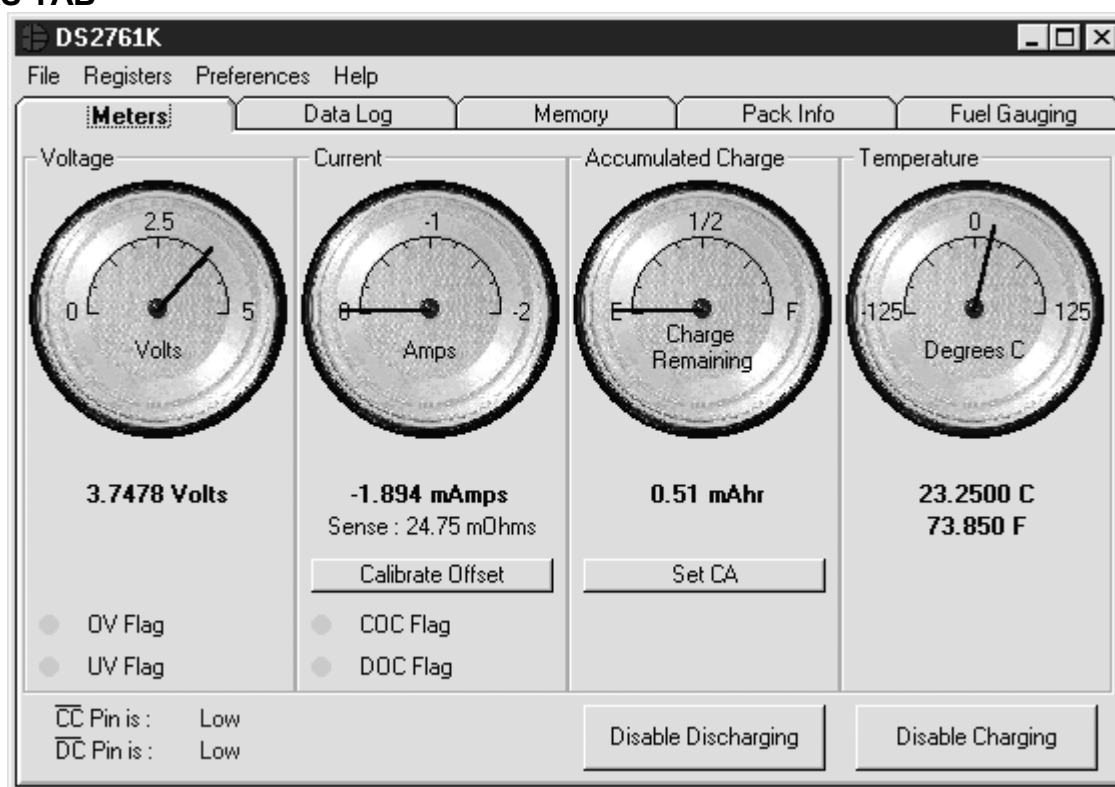 DS2761K
File Registers Preferences Help
Meters Data Log Memory Pack Info Fuel Gauging
Voltage
2.5
0 5
Volts
3.7478 Volts
OV Flag
UV Flag
Current
-1
0 -2
Amps
-1.894 mAmps
Sense : 24.75 mOhms
Calibrate Offset
COC Flag
DOC Flag
Accumulated Charge
1/2
E F
Charge
Remaining
0.51 mAhr
Set CA
Temperature
0
-125 125
Degrees C
23.2500 C
73.850 F
CC Pin is : Low
DC Pin is : Low
Disable Discharging Disable Charging